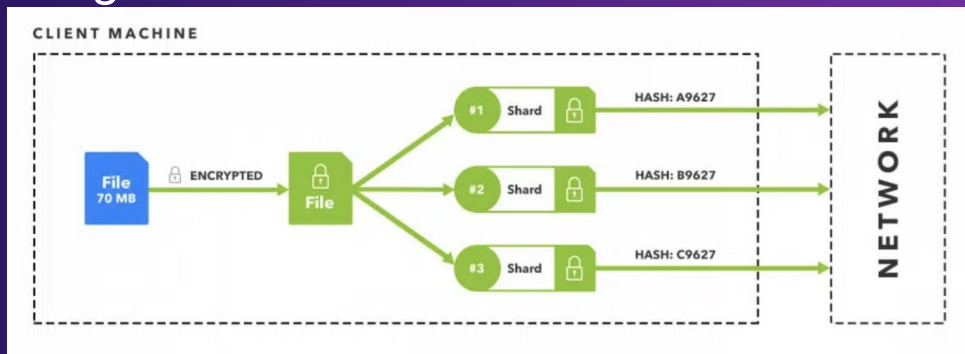 CLIENT MACHINE
File
70 MB
ENCRYPTED
File
#1 Shard
HASH: A9627
#2 Shard
HASH: B9627
#3 Shard
HASH: C9627
NETWORK